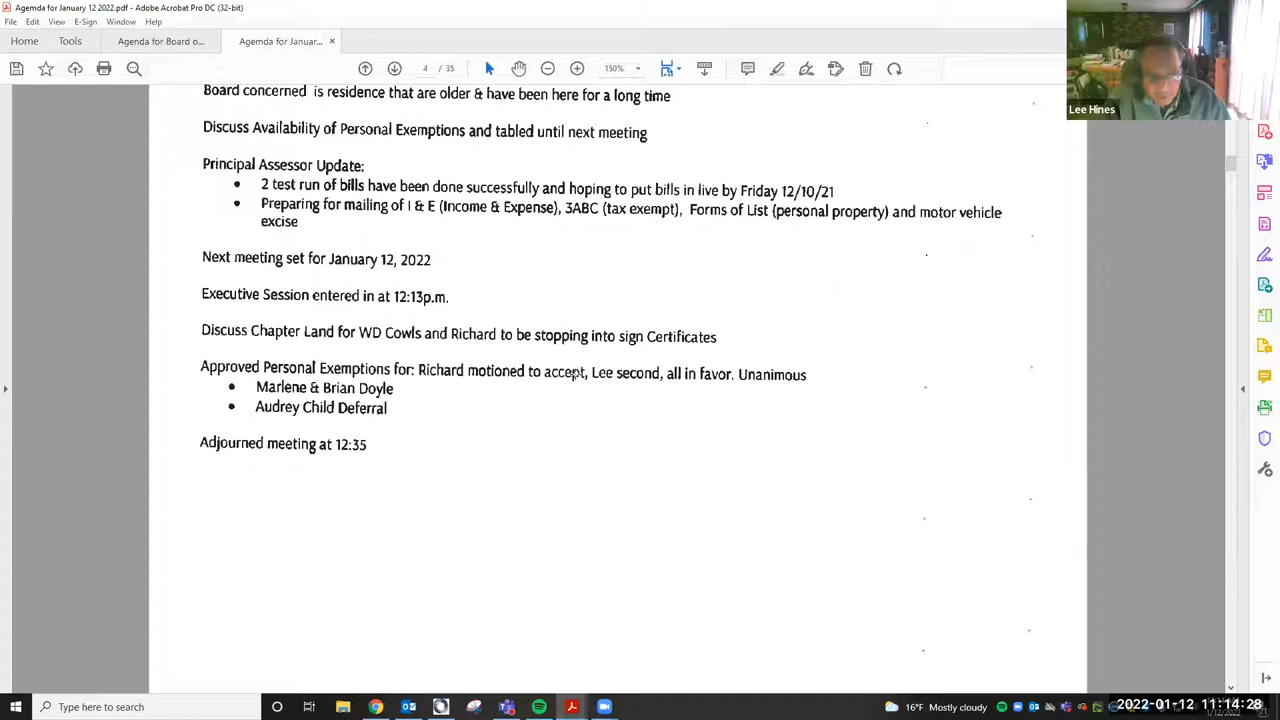 Agemda for January 12 2022.pdf - Adobe Acrobat Pro DC (32-bit)
File Edit View E-Sign Window Help
Home Tools Agemda for Board o... Agemda for Januar... ×
4 / 35 150%
Board concerned is residence that are older & have been here for a long time
Discuss Availability of Personal Exemptions and tabled until next meeting
Principal Assessor Update:
• 2 test run of bills have been done successfully and hoping to put bills in live by Friday 12/10/21
• Preparing for mailing of I & E (Income & Expense), 3ABC (tax exempt), Forms of List (personal property) and motor vehicle
excise
Next meeting set for January 12, 2022
Executive Session entered in at 12:13p.m.
Discuss Chapter Land for WD Cowls and Richard to be stopping into sign Certificates
Approved Personal Exemptions for: Richard motioned to accept, Lee second, all in favor. Unanimous
• Marlene & Brian Doyle
• Audrey Child Deferral
Adjourned meeting at 12:35
Lee Hines
Type here to search
16°F Mostly cloudy
2022-01-12 11:14:28
1/12/2022